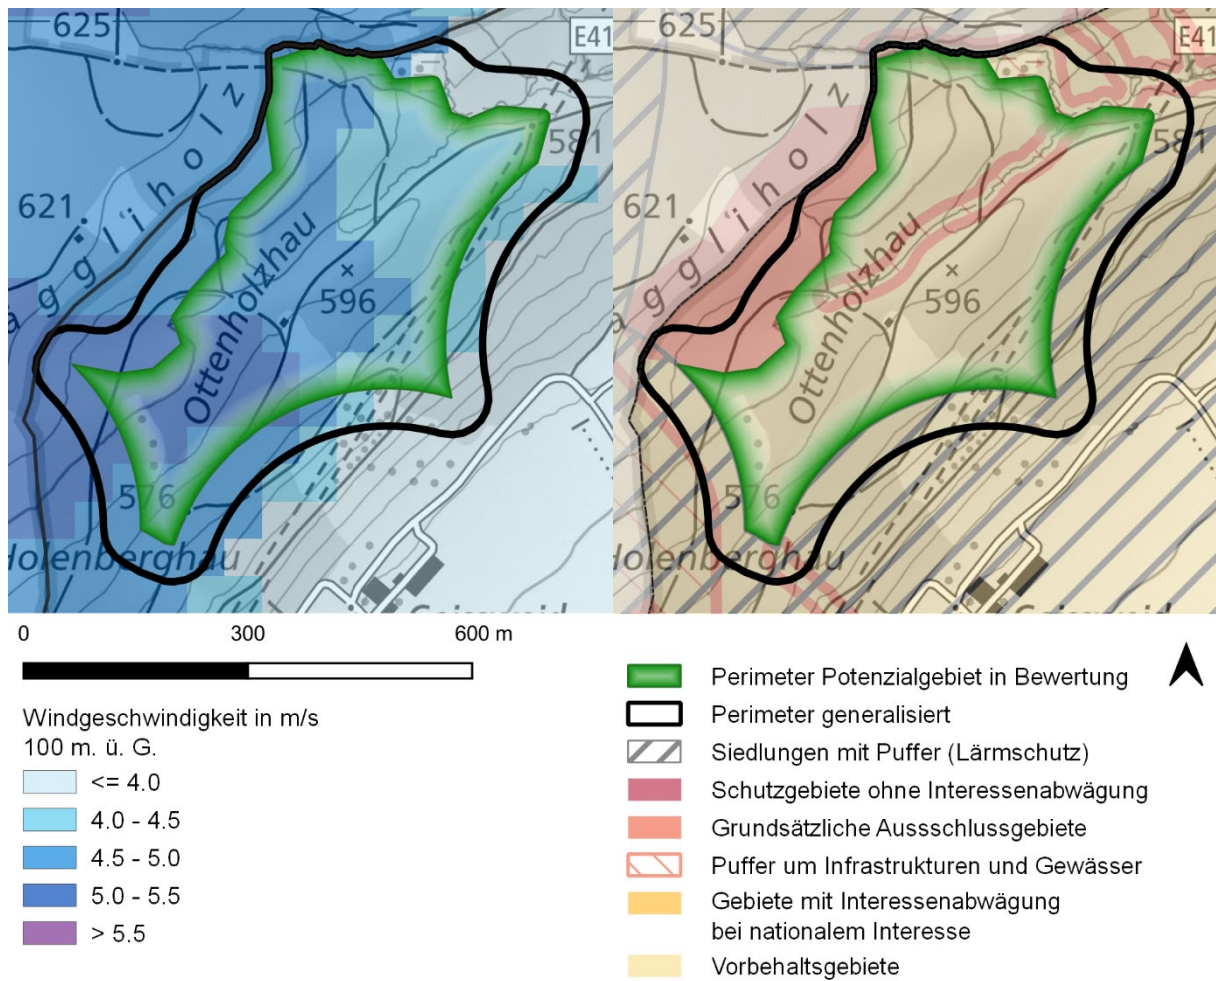 625
E41
a g g l i h o l z
581
621
Ottenholzhau
596
576
Holenberghau
625
E41
a g g l i h o l z
581
621
Ottenholzhau
596
576
Holenberghau
0 300 600 m
Windgeschwindigkeit in m/s
100 m. ü. G.
<= 4.0
4.0 - 4.5
4.5 - 5.0
5.0 - 5.5
> 5.5
Perimeter Potenzialgebiet in Bewertung
Perimeter generalisiert
Siedlungen mit Puffer (Lärmschutz)
Schutzgebiete ohne Interessenabwägung
Grundsätzliche Aussschlussgebiete
Puffer um Infrastrukturen und Gewässer
Gebiete mit Interessenabwägung
bei nationalem Interesse
Vorbehaltsgebiete